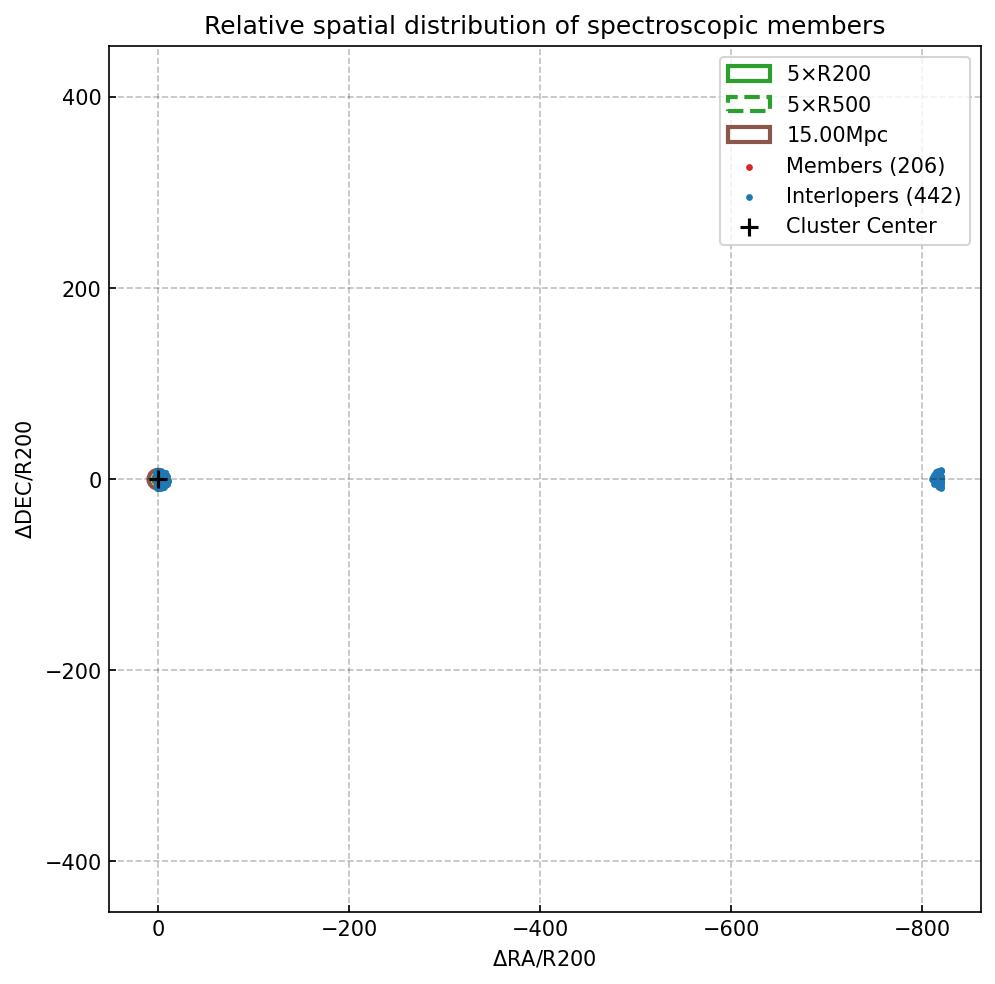 Relative spatial distribution of spectroscopic members
5×R200
5×R500
15.00Mpc
Members (206)
Interlopers (442)
Cluster Center
400
200
0
−200
−400
ΔDEC/R200
0 −200 −400 −600 −800
ΔRA/R200